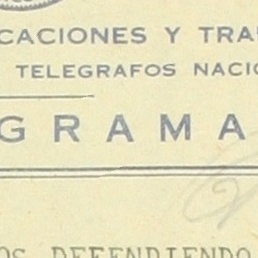 CACIONES Y TRA
TELEGRAFOS NACIO
GRAMA
OS DEFENDIENDO